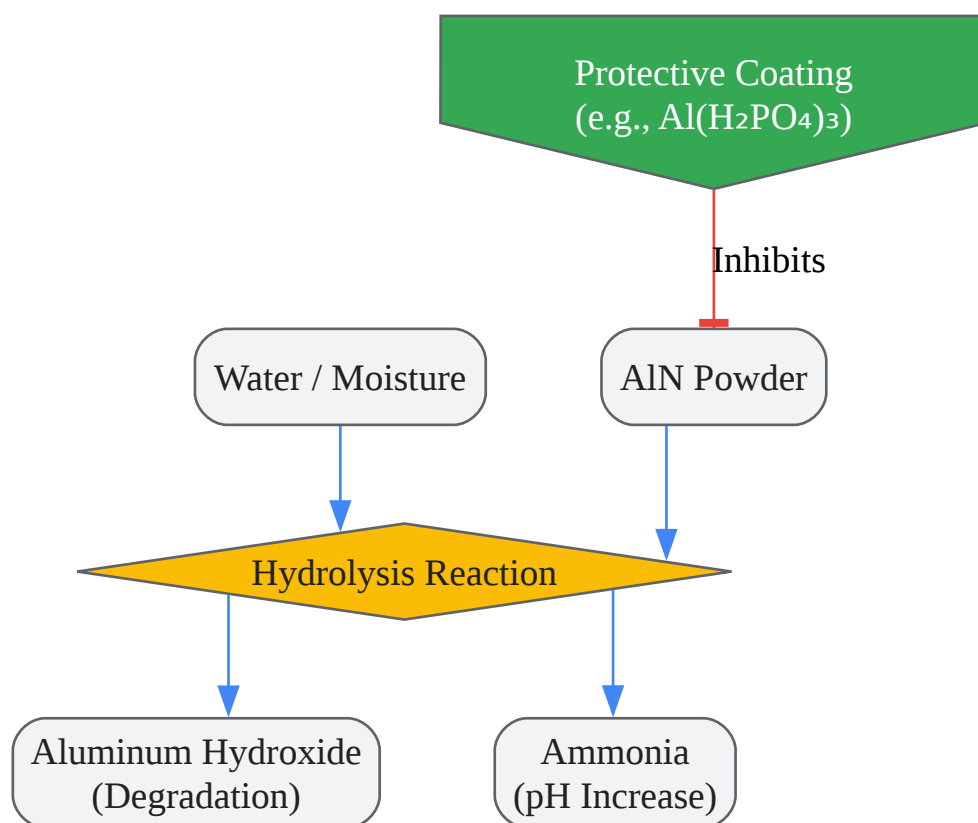 Protective Coating
(e.g., Al(H₂PO₄)₃)
Inhibits
Water / Moisture
AlN Powder
Hydrolysis Reaction
Aluminum Hydroxide
(Degradation)
Ammonia
(pH Increase)